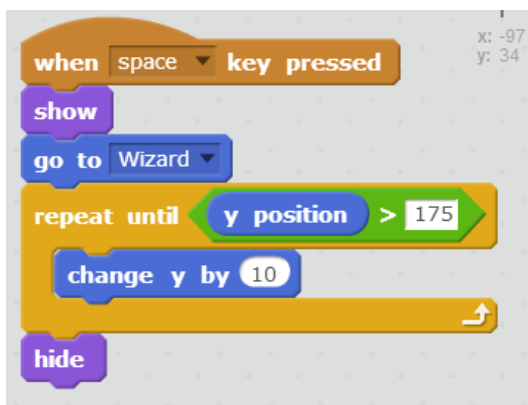 x: -97
y: 34
when space key pressed
show
go to Wizard
repeat until y position > 175
change y by 10
hide